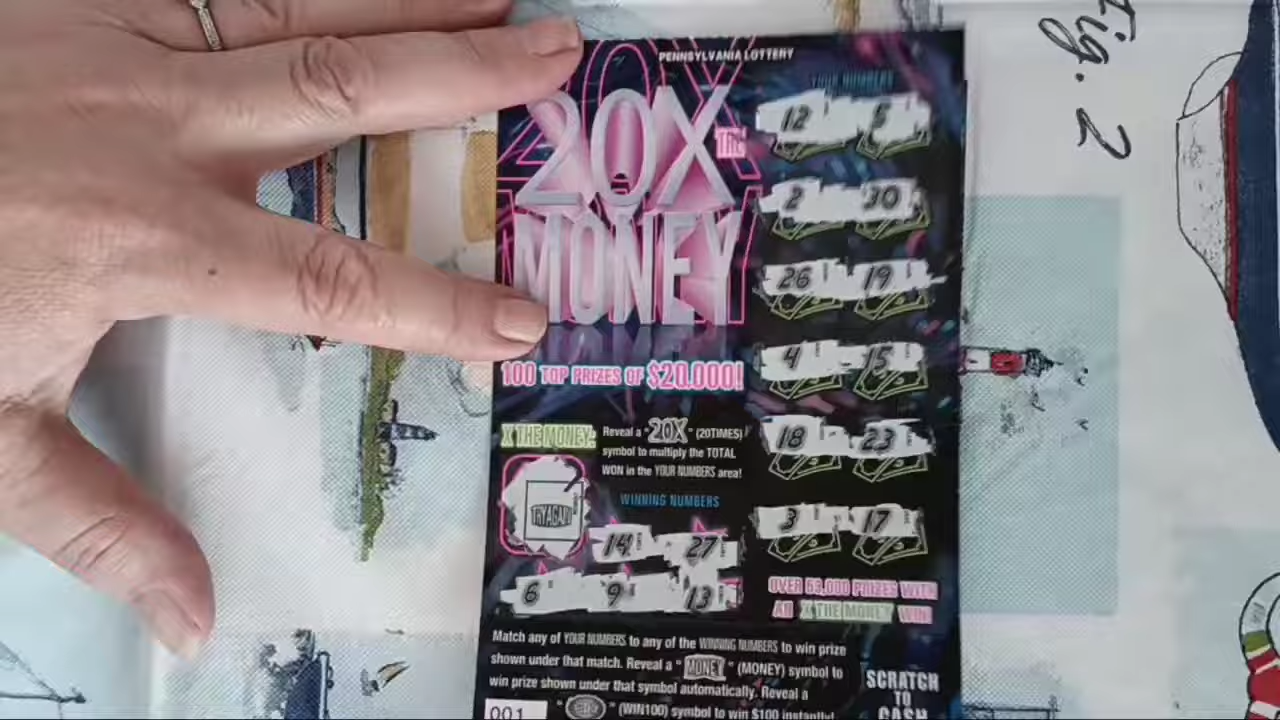 PENNSYLVANIA LOTTERY
20X
THE
MONEY
100 TOP PRIZES OF $20,000!
X THE MONEY:
Reveal a "20X" (20TIMES)
symbol to multiply the TOTAL
WON in the YOUR NUMBERS area!
TRYAGAIN
WINNING NUMBERS
14 27
6 9 13
YOUR NUMBERS
12 5
2 30
26 19
4 15
18 23
3 17
OVER 63,000 PRIZES WITH
AN X THE MONEY WIN!
Match any of YOUR NUMBERS to any of the WINNING NUMBERS to win prize
shown under that match. Reveal a "MONEY" (MONEY) symbol to
win prize shown under that symbol automatically. Reveal a
" " (WIN100) symbol to win $100 instantly!
001
SCRATCH
TO
CASH
Fig. 2